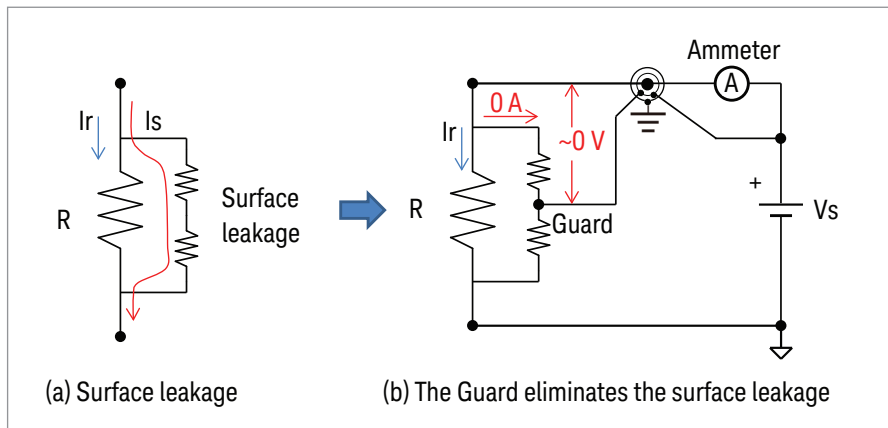 Ir
Is
R
Surface
leakage
(a) Surface leakage
Ammeter
A
0 A
Ir
~0 V
R
Guard
+
Vs
(b) The Guard eliminates the surface leakage